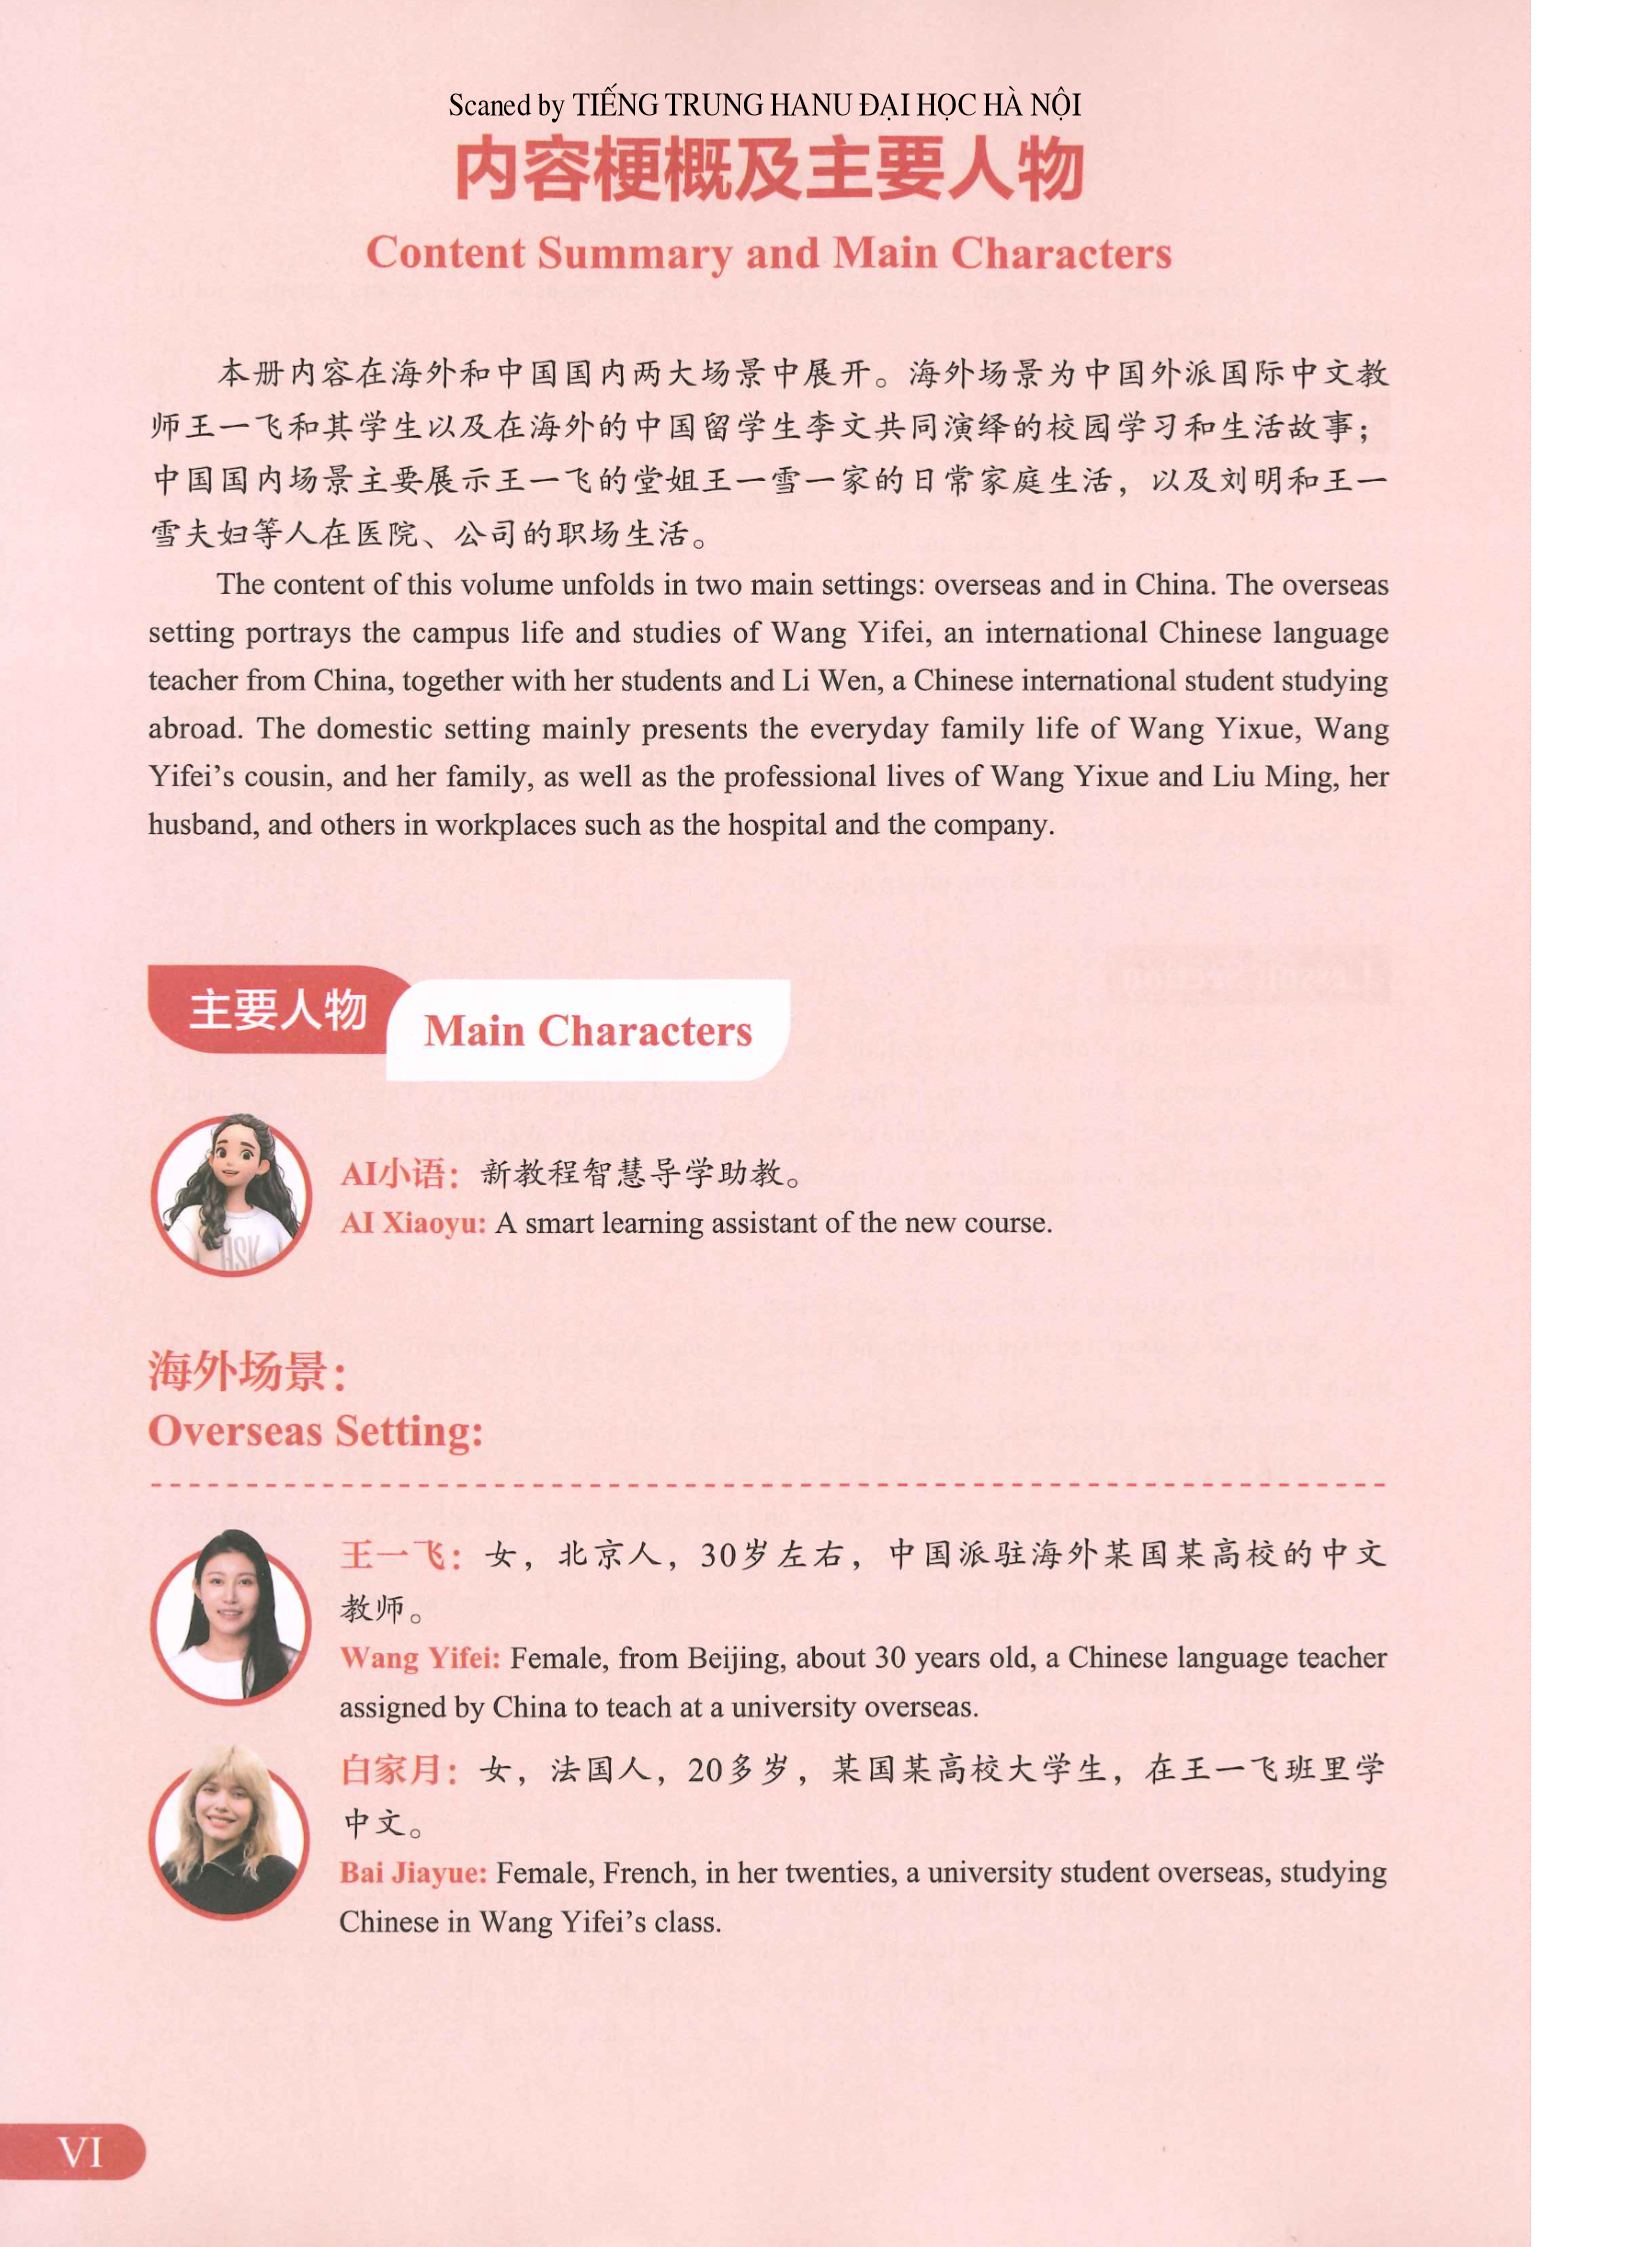 Scaned by TIẾNG TRUNG HANU ĐẠI HỌC HÀ NỘI
内容梗概及主要人物
Content Summary and Main Characters
本册内容在海外和中国国内两大场景中展开。海外场景为中国外派国际中文教
师王一飞和其学生以及在海外的中国留学生李文共同演绎的校园学习和生活故事；
中国国内场景主要展示王一飞的堂姐王一雪一家的日常家庭生活，以及刘明和王一
雪夫妇等人在医院、公司的职场生活。
The content of this volume unfolds in two main settings: overseas and in China. The overseas
setting portrays the campus life and studies of Wang Yifei, an international Chinese language
teacher from China, together with her students and Li Wen, a Chinese international student studying
abroad. The domestic setting mainly presents the everyday family life of Wang Yixue, Wang
Yifei's cousin, and her family, as well as the professional lives of Wang Yixue and Liu Ming, her
husband, and others in workplaces such as the hospital and the company.
主要人物
Main Characters
AI小语：新教程智慧导学助教。
AI Xiaoyu: A smart learning assistant of the new course.
HSK
海外场景：
Overseas Setting:
王一飞：女，北京人，30岁左右，中国派驻海外某国某高校的中文
教师。
Wang Yifei: Female, from Beijing, about 30 years old, a Chinese language teacher
assigned by China to teach at a university overseas.
白家月：女，法国人，20多岁，某国某高校大学生，在王一飞班里学
中文。
Bai Jiayue: Female, French, in her twenties, a university student overseas, studying
Chinese in Wang Yifei's class.
VI